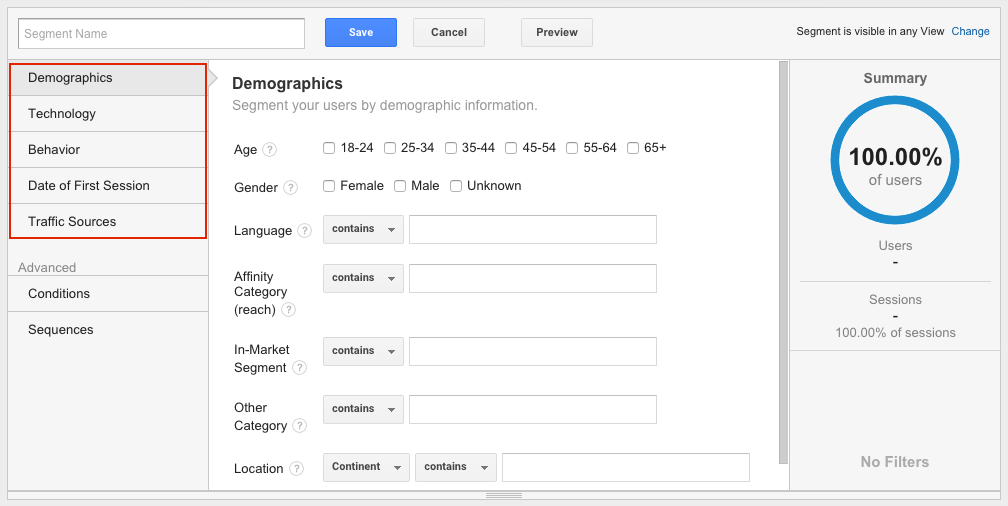 Segment Name
Save
Cancel
Preview
Segment is visible in any View Change
Demographics
Technology
Behavior
Date of First Session
Traffic Sources
Advanced
Conditions
Sequences
Demographics
Segment your users by demographic information.
Age ? 18-24 25-34 35-44 45-54 55-64 65+
Gender ? Female Male Unknown
Language ? contains
Affinity
Category
(reach) ? contains
In-Market
Segment ? contains
Other
Category ? contains
Location ? Continent contains
Summary
100.00%
of users
Users
-
Sessions
-
100.00% of sessions
No Filters